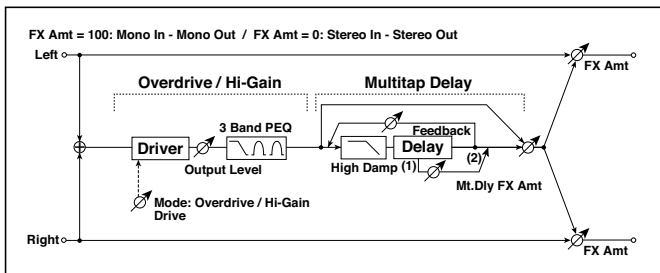 FX Amt = 100: Mono In - Mono Out / FX Amt = 0: Stereo In - Stereo Out
Left
FX Amt
Overdrive / Hi-Gain
Multitap Delay
3 Band PEQ
Feedback
Driver
Delay
Output Level
High Damp
(1)
(2)
Mt.Dly FX Amt
Mode: Overdrive / Hi-Gain
Drive
Right
FX Amt